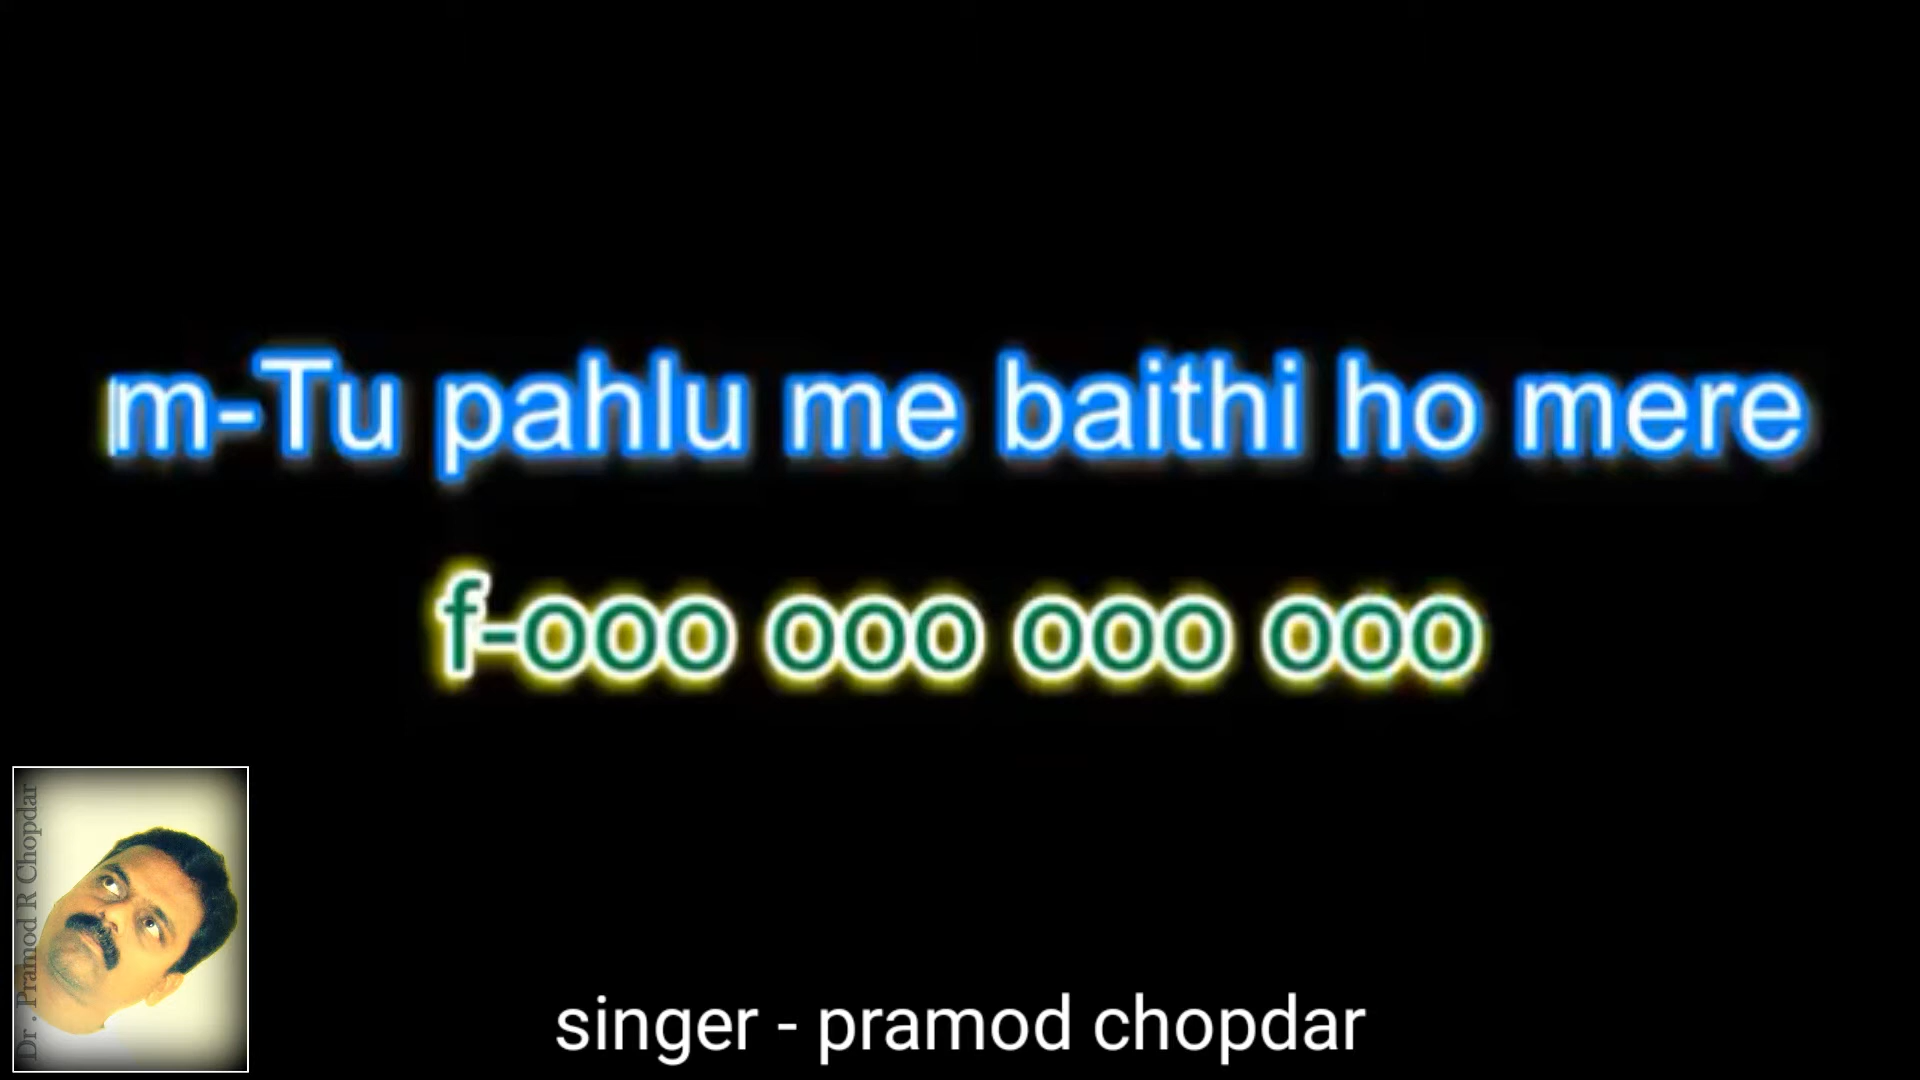 m-Tu pahlu me baithi ho mere
f-ooo ooo ooo ooo
Dr . Pramod R Chopdar
singer - pramod chopdar